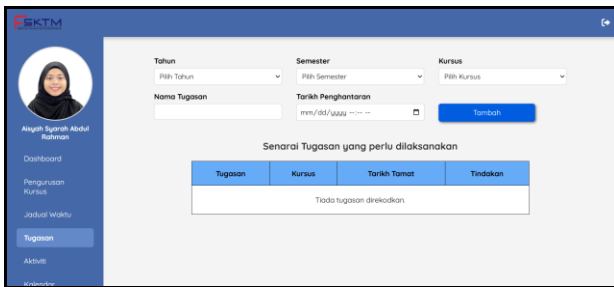 FSKTM
Tahun Semester Kursus
Pilih Tahun Pilih Semester Pilih Kursus
Nama Tugasan Tarikh Penghantaran
mm/dd/yyyy --:-- -- Tambah
Aisyah Syarah Abdul
Rahman
Dashboard
Pengurusan
Kursus
Jadual Waktu
Tugasan
Aktiviti
Kalendar
Senarai Tugasan yang perlu dilaksanakan
Tugasan Kursus Tarikh Tamat Tindakan
Tiada tugasan direkodkan.